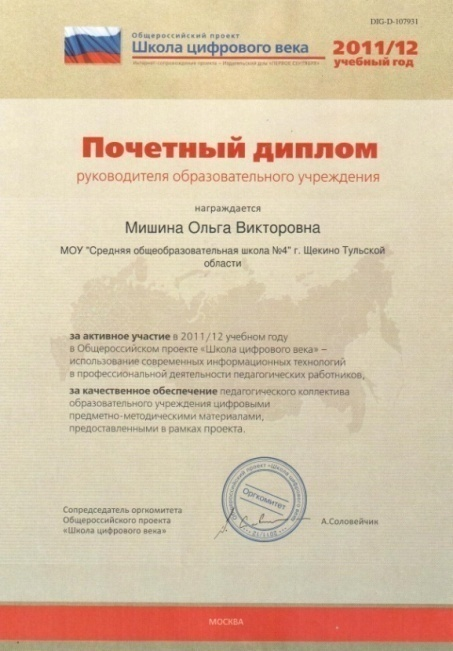 DIG-D-107931
Общероссийский проект
Школа цифрового века
Интернет-сопровождение проекта – Издательский дом «ПЕРВОЕ СЕНТЯБРЯ»
2011/12
учебный год
Почетный диплом
руководителя образовательного учреждения
награждается
Мишина Ольга Викторовна
МОУ "Средняя общеобразовательная школа №4" г. Щекино Тульской
области
за активное участие в 2011/12 учебном году
в Общероссийском проекте «Школа цифрового века» –
использование современных информационных технологий
в профессиональной деятельности педагогических работников,
за качественное обеспечение педагогического коллектива
образовательного учреждения цифровыми
предметно-методическими материалами,
предоставленными в рамках проекта.
Сопредседатель оргкомитета
Общероссийского проекта
«Школа цифрового века»
Оргкомитет
А.Соловейчик
МОСКВА